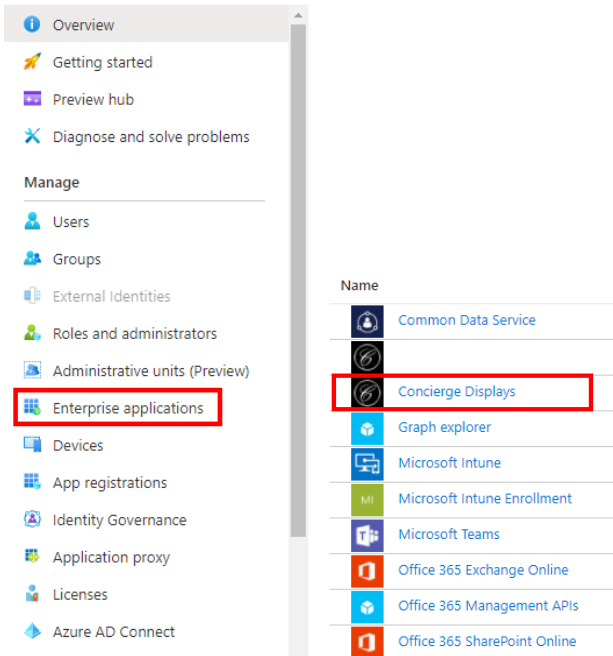 Overview
Getting started
Preview hub
Diagnose and solve problems
Manage
Users
Groups
External Identities
Roles and administrators
Administrative units (Preview)
Enterprise applications
Devices
App registrations
Identity Governance
Application proxy
Licenses
Azure AD Connect
Name
Common Data Service
Concierge Displays
Graph explorer
Microsoft Intune
MI
Microsoft Intune Enrollment
Microsoft Teams
Office 365 Exchange Online
Office 365 Management APIs
Office 365 SharePoint Online